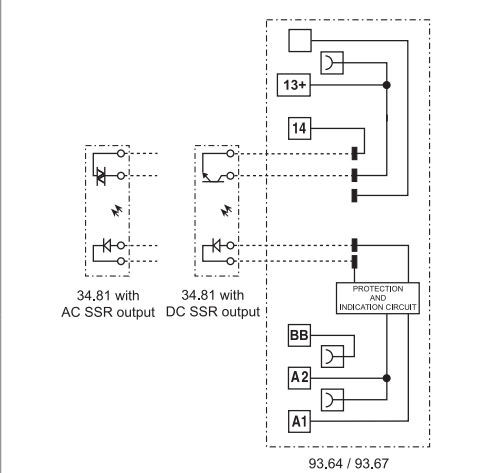 13+
14
34.81 with
AC SSR output
34.81 with
DC SSR output
PROTECTION
AND
INDICATION CIRCUIT
BB
A2
A1
93.64 / 93.67